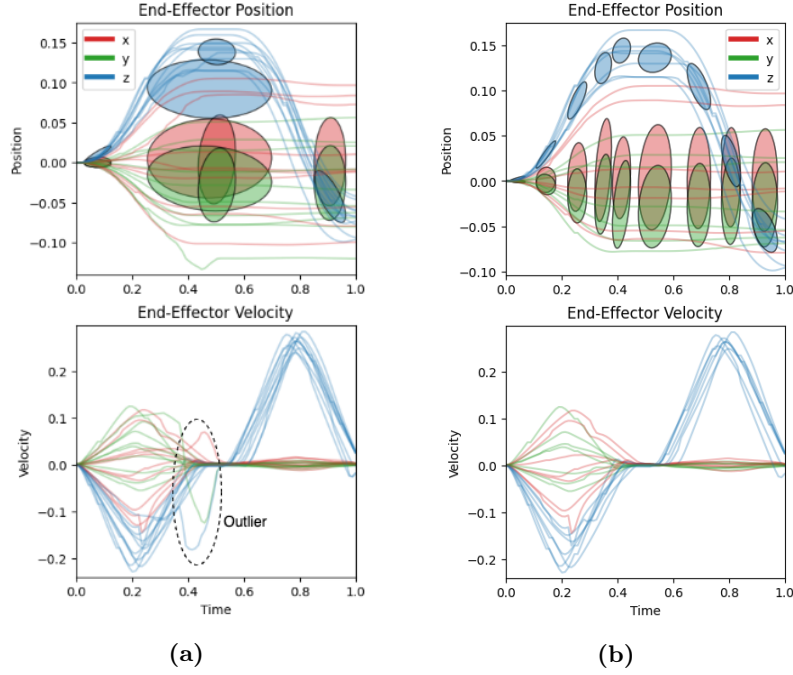 End-Effector Position
x
y
z
Position
0.15
0.10
0.05
0.00
−0.05
−0.10
0.0 0.2 0.4 0.6 0.8 1.0
End-Effector Velocity
Velocity
0.2
0.1
0.0
−0.1
−0.2
Outlier
0.0 0.2 0.4 0.6 0.8 1.0
Time
(a)
End-Effector Position
x
y
z
Position
0.15
0.10
0.05
0.00
−0.05
−0.10
0.0 0.2 0.4 0.6 0.8 1.0
End-Effector Velocity
Velocity
0.2
0.1
0.0
−0.1
−0.2
0.0 0.2 0.4 0.6 0.8 1.0
Time
(b)